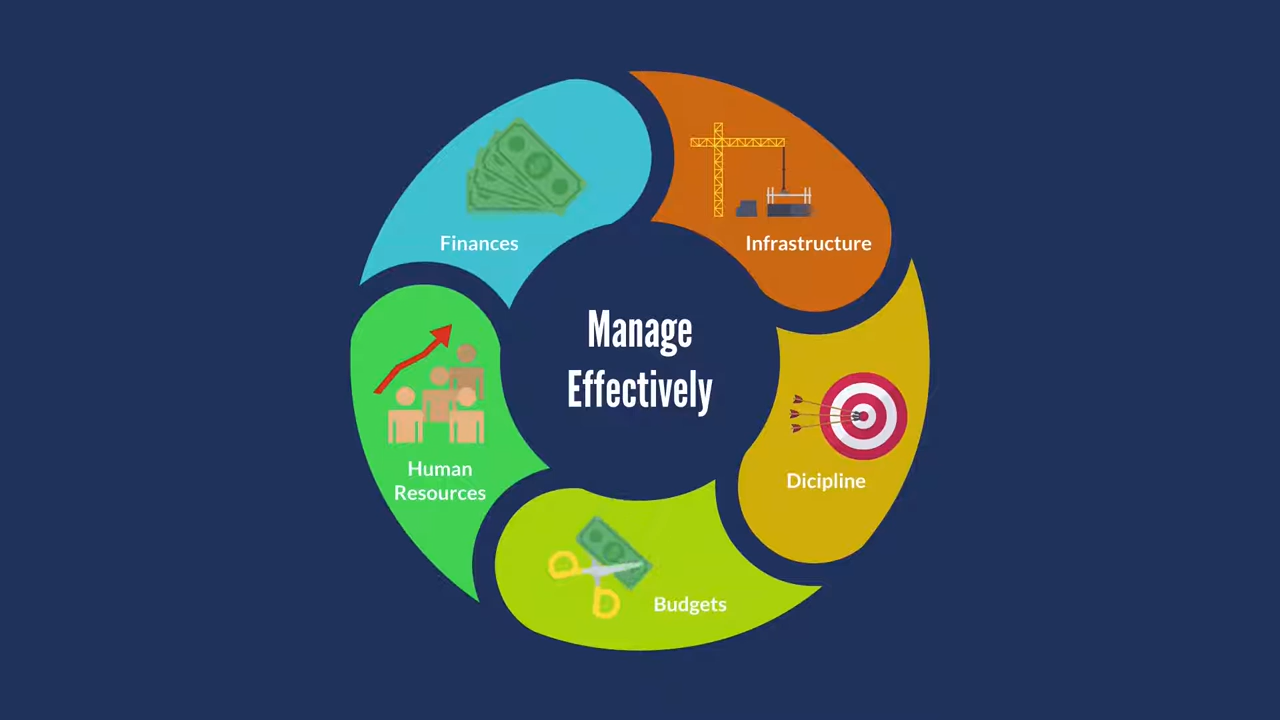 Finances
Infrastructure
Manage
Effectively
Human
Resources
Dicipline
Budgets